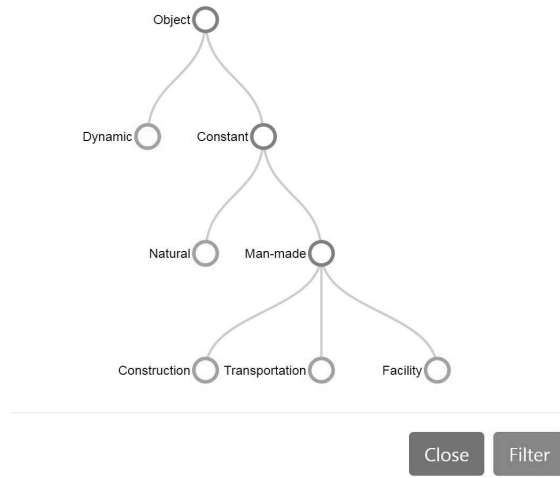 Object
Dynamic Constant
Natural Man-made
Construction Transportation Facility
Close Filter